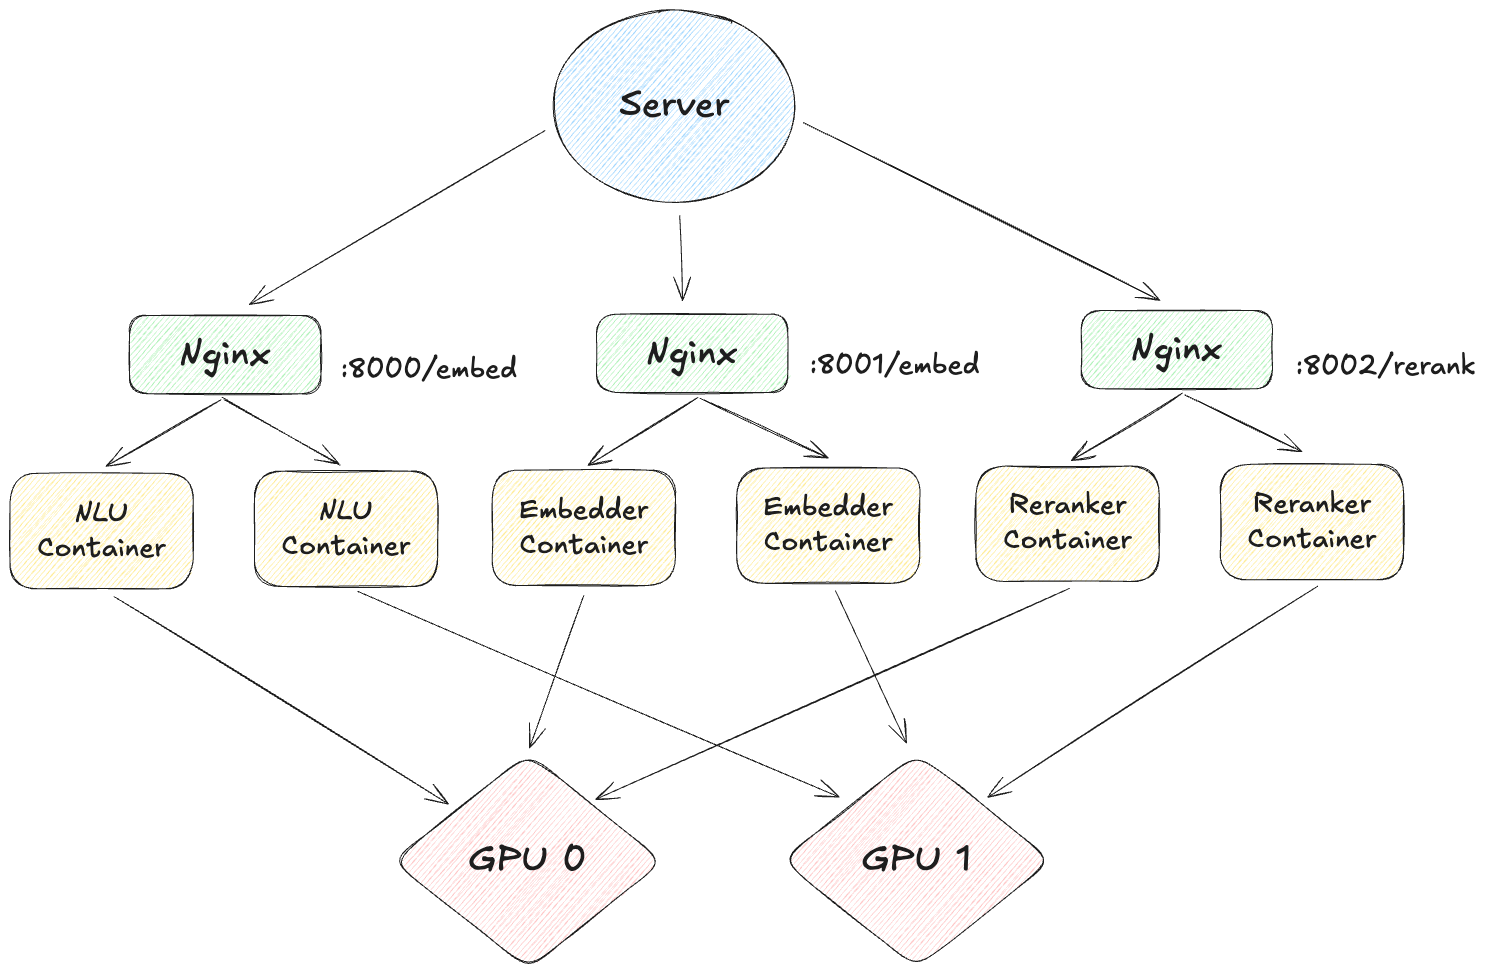 Server
Nginx
:8000/embed
Nginx
:8001/embed
Nginx
:8002/rerank
NLU
Container
NLU
Container
Embedder
Container
Embedder
Container
Reranker
Container
Reranker
Container
GPU 0
GPU 1